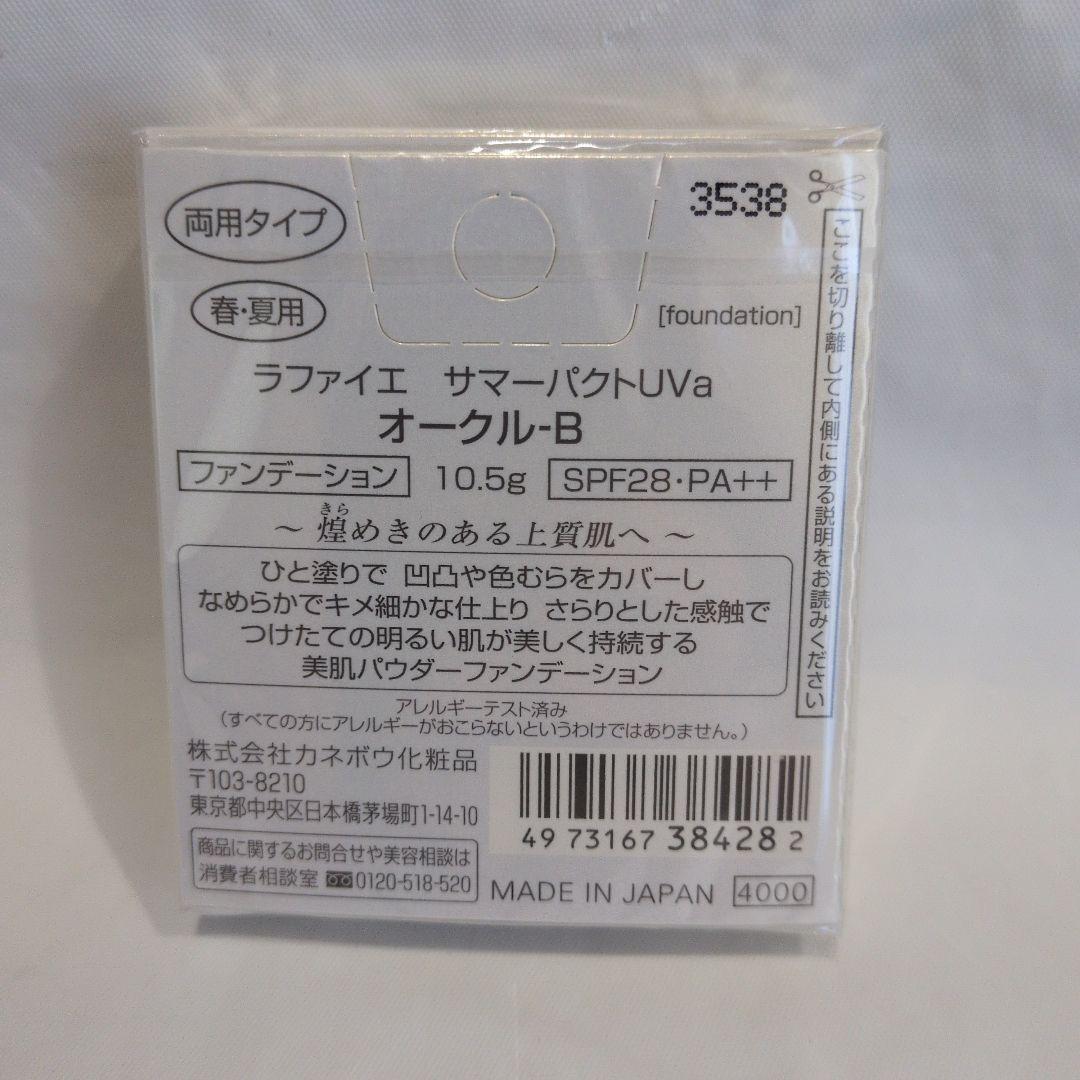 両用タイプ
3538
春・夏用
[foundation]
ラファイエ サマーパクトUVa
オークル-B
ファンデーション 10.5g SPF28・PA++
きら
～ 煌めきのある上質肌へ ～
ひと塗りで 凹凸や色むらをカバーし
なめらかでキメ細かな仕上り さらりとした感触で
つけたての明るい肌が美しく持続する
美肌パウダーファンデーション
アレルギーテスト済み
(すべての方にアレルギーがおこらないというわけではありません。)
株式会社カネボウ化粧品
〒103-8210
東京都中央区日本橋茅場町1-14-10
商品に関するお問合せや美容相談は
消費者相談室 0120-518-520
49 73167 38428 2
MADE IN JAPAN 4000
ここを切り離して内側にある説明をお読みください